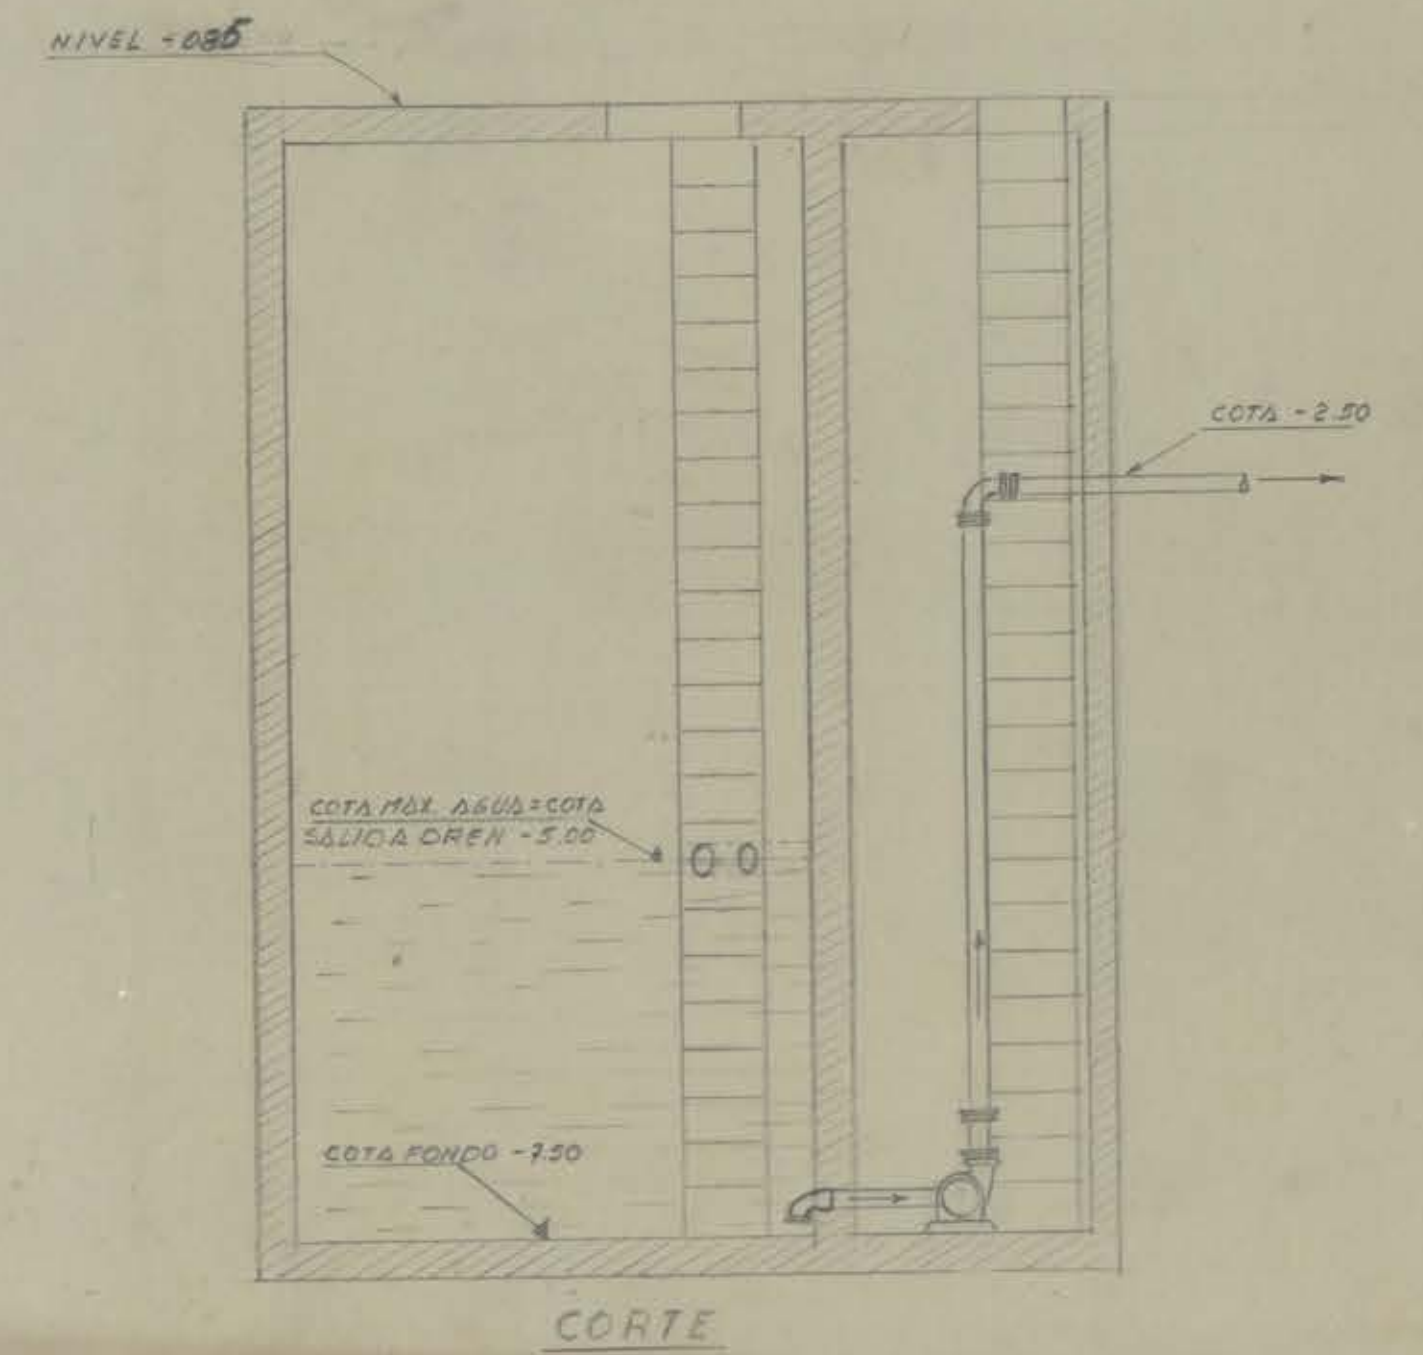 NIVEL - 085
COTA - 2.50
COTA MAX. AGUA = COTA
SALIDA DREN - 5.00
COTA FONDO - 7.50
CORTE